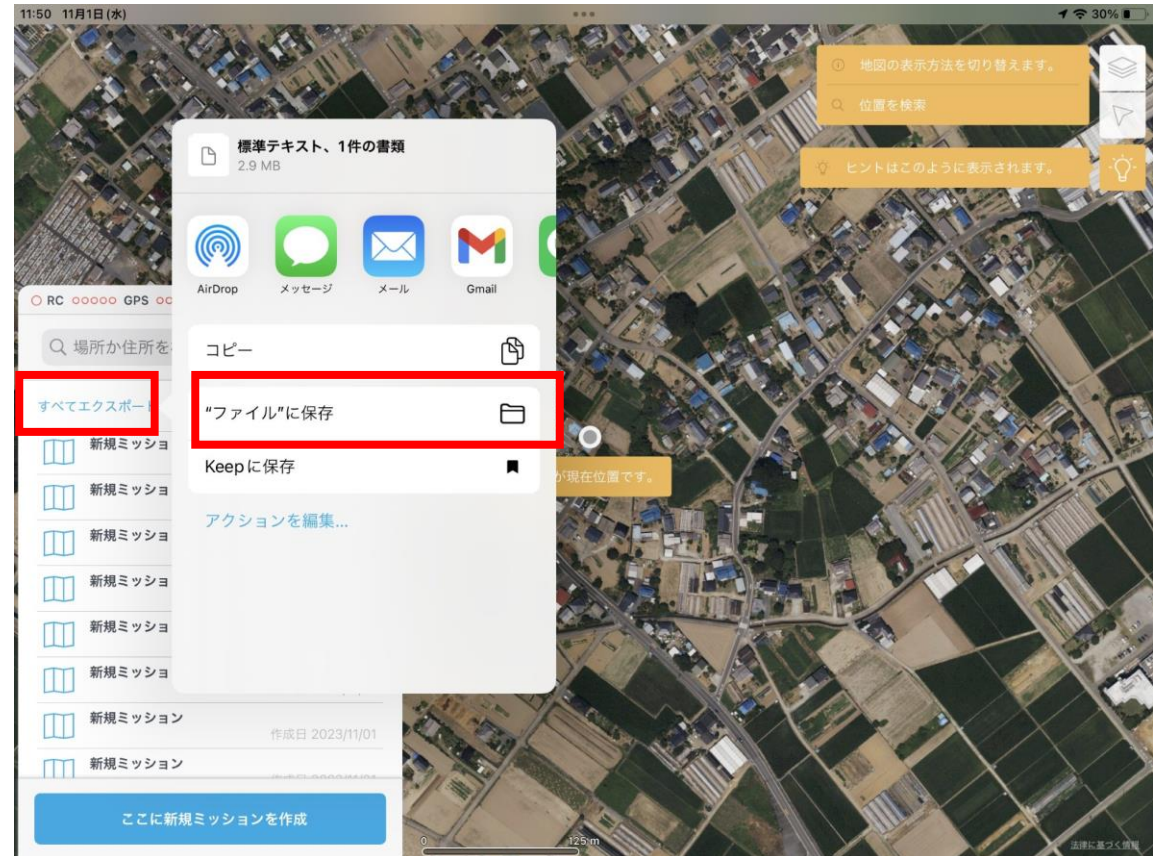 11:50 11月1日(水)
30%
地図の表示方法を切り替えます。
位置を検索
ヒントはこのように表示されます。
標準テキスト、1件の書類
2.9 MB
AirDrop
メッセージ
メール
Gmail
RC GPS
場所か住所を
コピー
すべてエクスポート
"ファイル"に保存
Keepに保存
アクションを編集...
が現在位置です。
新規ミッショ
新規ミッショ
新規ミッショ
新規ミッショ
新規ミッショ
新規ミッショ
新規ミッション
作成日 2023/11/01
新規ミッション
ここに新規ミッションを作成
0
125 m
法律に基づく情報